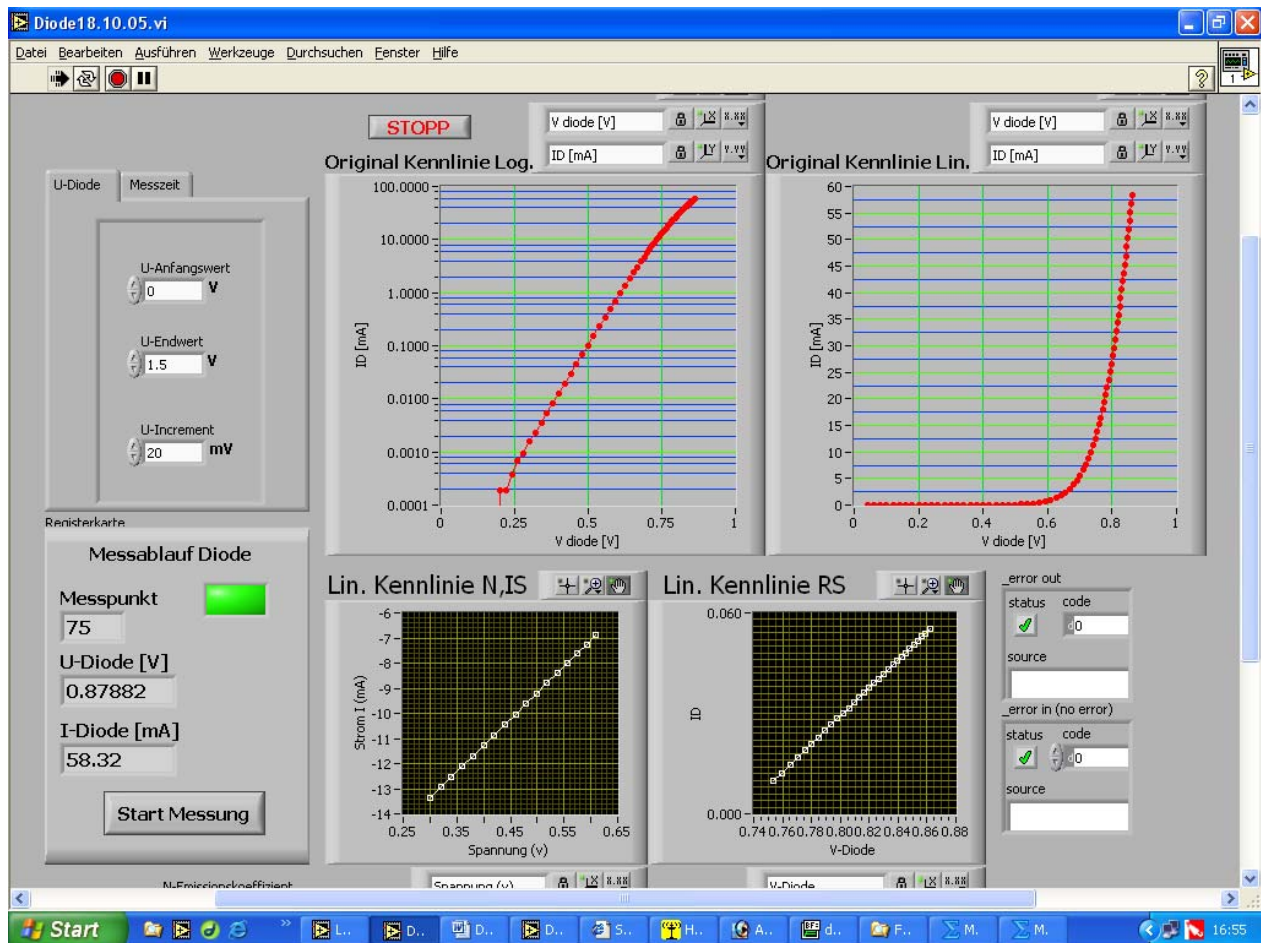 Diode18.10.05.vi
Datei Bearbeiten Ausführen Werkzeuge Durchsuchen Fenster Hilfe
1
STOPP
V diode [V]
ID [mA]
V diode [V]
ID [mA]
Original Kennlinie Log.
Original Kennlinie Lin.
U-Diode Messzeit
U-Anfangswert
0 V
U-Endwert
1.5 V
U-Increment
20 mV
Registerkarte
100.0000
10.0000
1.0000
0.1000
0.0100
0.0010
0.0001
ID [mA]
0 0.25 0.5 0.75 1
V diode [V]
60
55
50
45
40
35
30
25
20
15
10
5
0
ID [mA]
0 0.2 0.4 0.6 0.8 1
V diode [V]
Messablauf Diode
Messpunkt
75
U-Diode [V]
0.87882
I-Diode [mA]
58.32
Start Messung
Lin. Kennlinie N,IS
-6
-7
-8
-9
-10
-11
-12
-13
-14
Strom I (mA)
0.25 0.35 0.45 0.55 0.65
Spannung (v)
Lin. Kennlinie RS
0.060
0.000
ID
0.74 0.76 0.78 0.80 0.82 0.84 0.86 0.88
V-Diode
_error out
status code
d0
source
_error in (no error)
status code
d0
source
N-Emissionskoeffizient
Spannung (v)
V-Diode
Start
L..
D..
D..
D..
S..
H..
A..
d..
F..
M.
M.
16:55